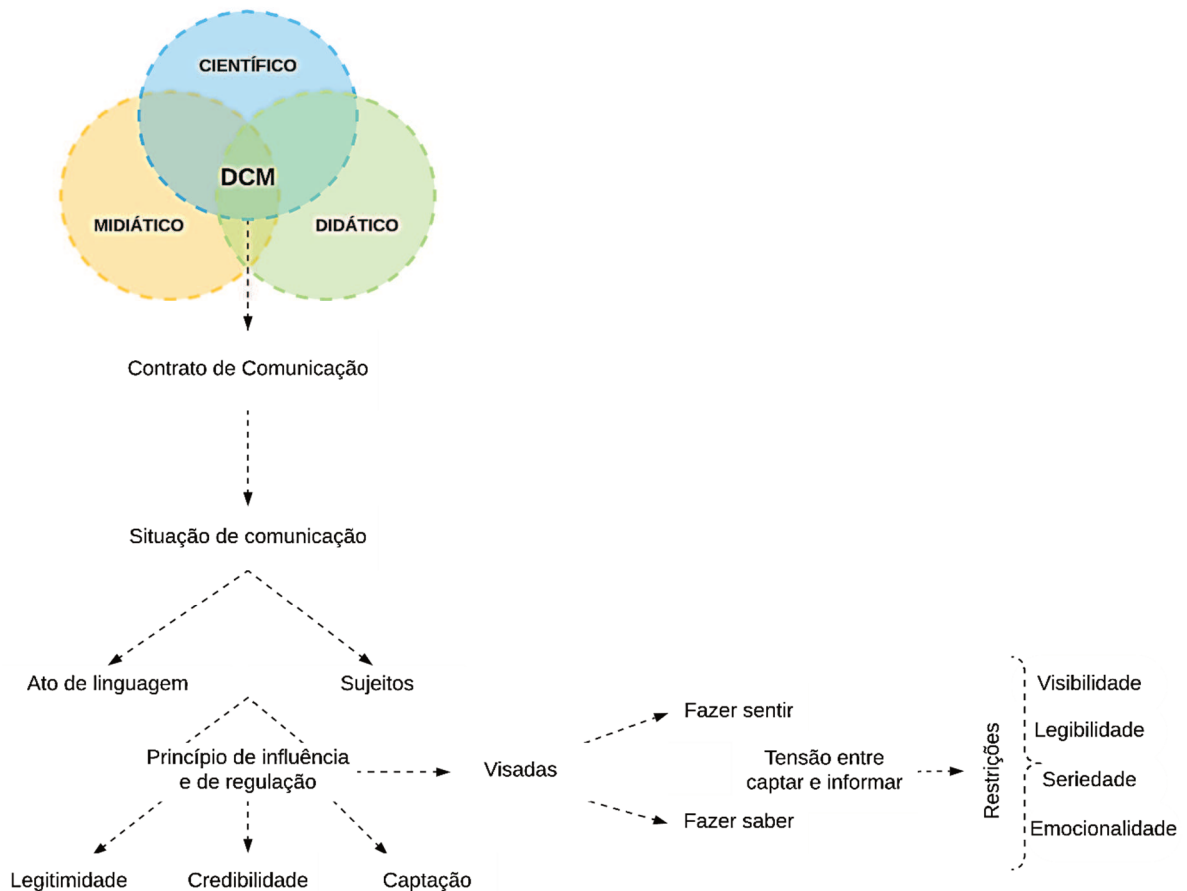 CIENTÍFICO
DCM
MIDIÁTICO
DIDÁTICO
Contrato de Comunicação
Situação de comunicação
Ato de linguagem
Sujeitos
Princípio de influência
e de regulação
Visadas
Fazer sentir
Fazer saber
Tensão entre
captar e informar
Restrições
Visibilidade
Legibilidade
Seriedade
Emocionalidade
Legitimidade
Credibilidade
Captação